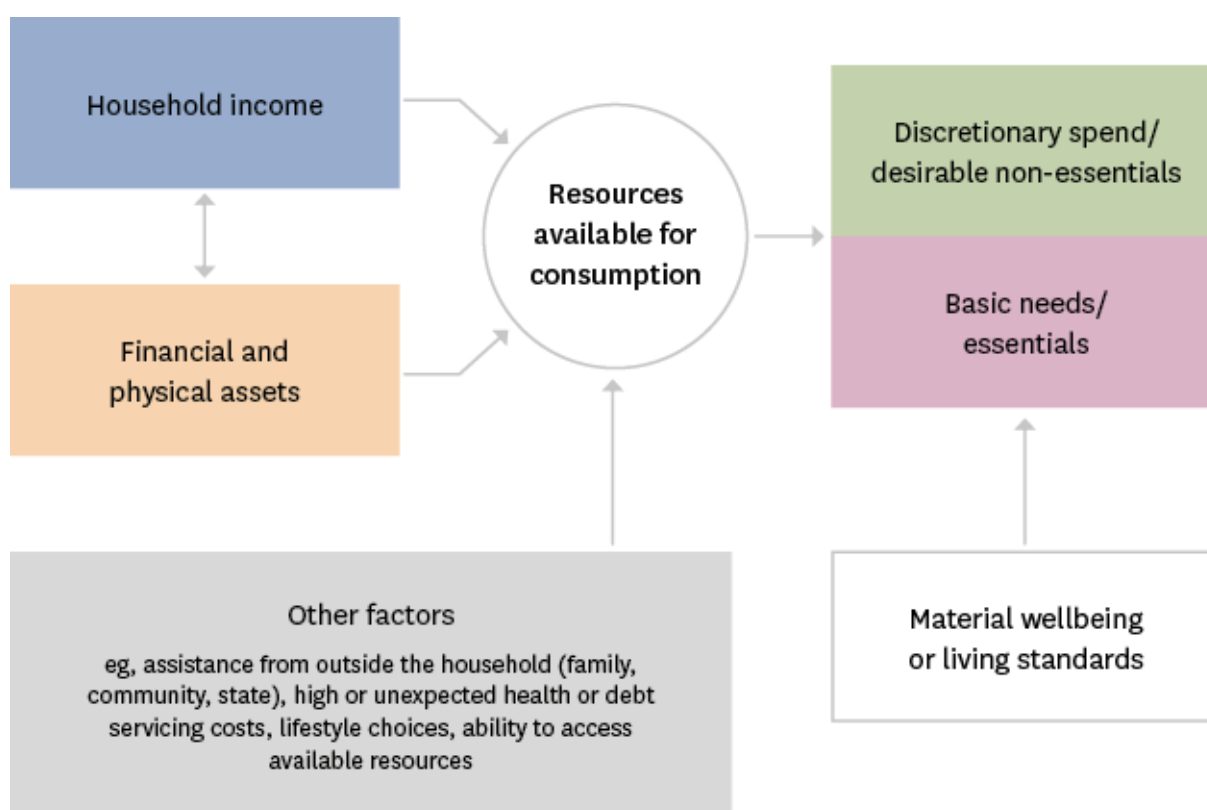 Household income
Financial and
physical assets
Resources
available for
consumption
Discretionary spend/
desirable non-essentials
Basic needs/
essentials
Other factors
eg, assistance from outside the household (family,
community, state), high or unexpected health or debt
servicing costs, lifestyle choices, ability to access
available resources
Material wellbeing
or living standards